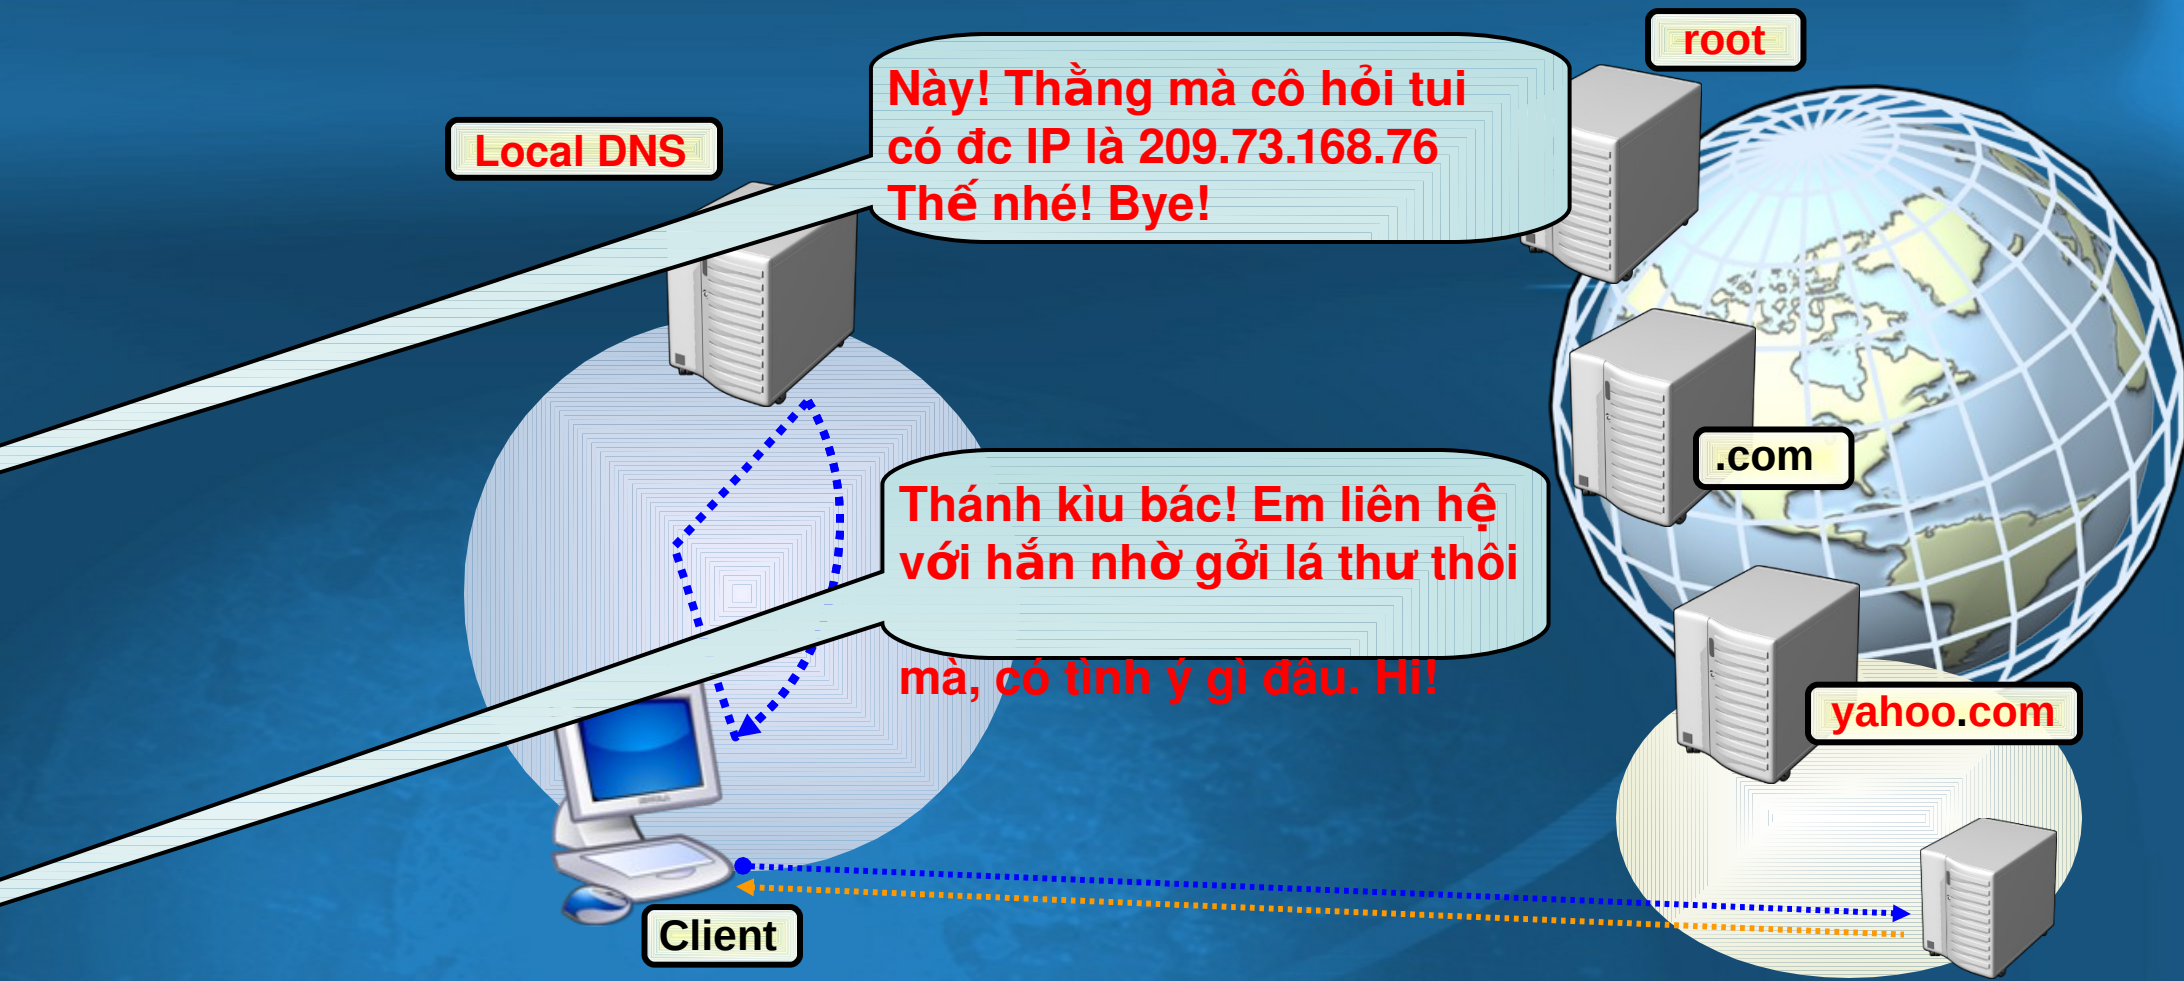 root
Này! Thằng mà cô hỏi tui
có đc IP là 209.73.168.76
Thế nhé! Bye!
Local DNS
.com
Thánh kìu bác! Em liên hệ
với hắn nhờ gởi lá thư thôi
mà, có tình ý gì đâu. Hi!
yahoo.com
Client